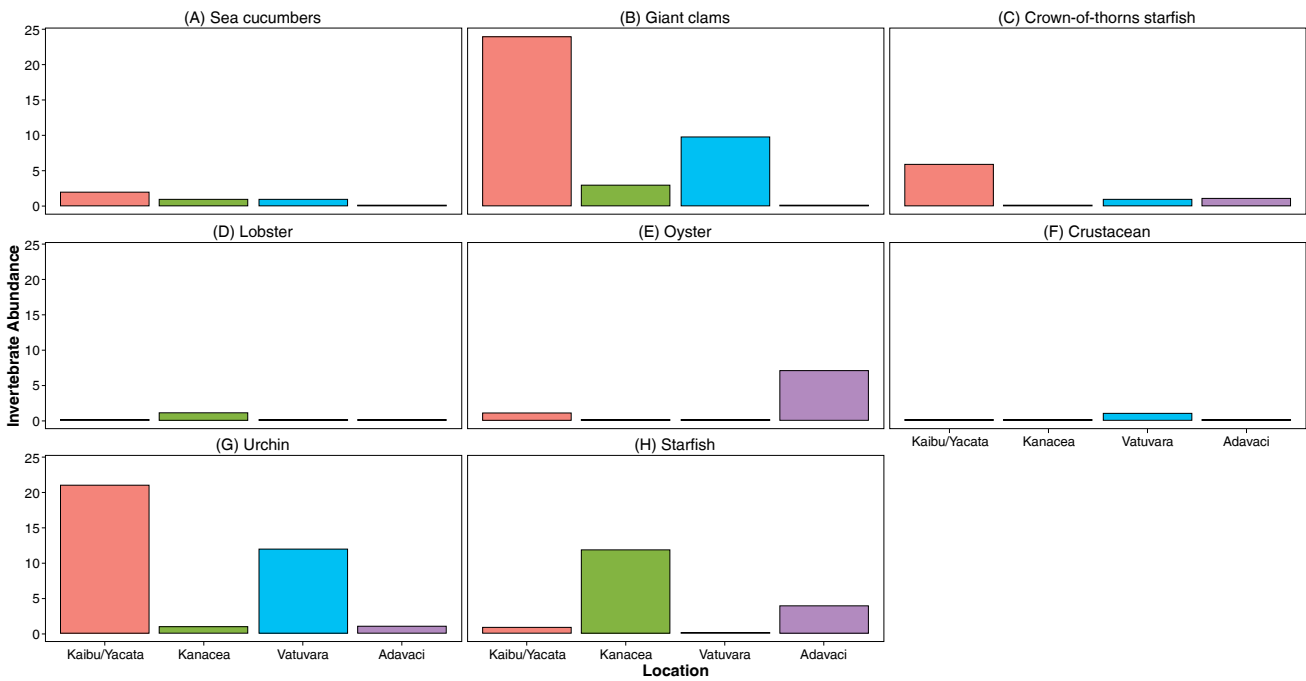 (A) Sea cucumbers
(B) Giant clams
(C) Crown-of-thorns starfish
25
20
15
10
5
0
(D) Lobster
(E) Oyster
(F) Crustacean
25
20
15
10
5
0
Kaibu/Yacata Kanacea Vatuvara Adavaci
(G) Urchin
(H) Starfish
25
20
15
10
5
0
Kaibu/Yacata Kanacea Vatuvara Adavaci
Kaibu/Yacata Kanacea Vatuvara Adavaci
Invertebrate Abundance
Location